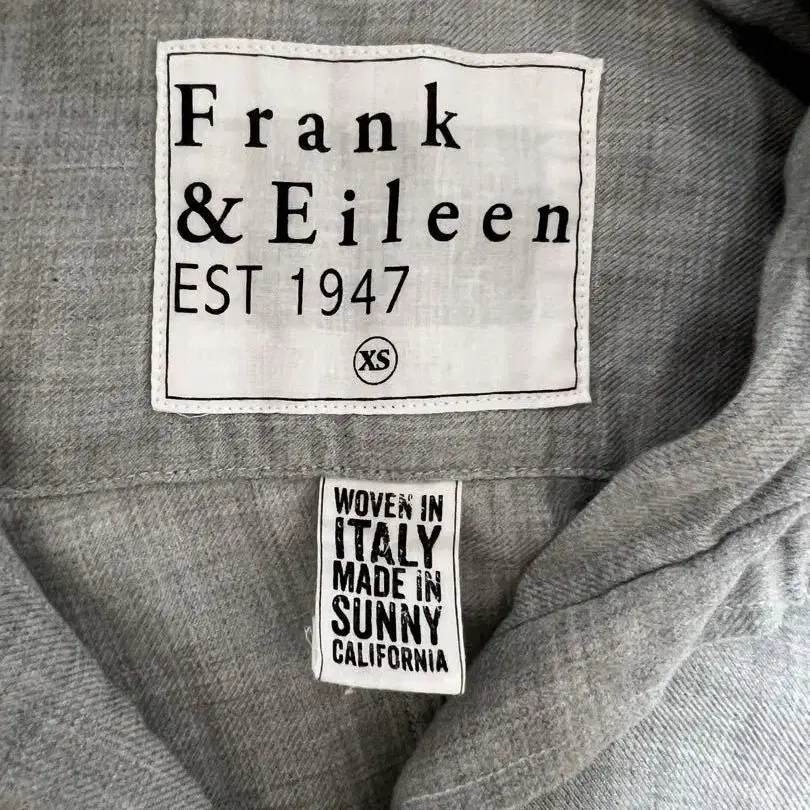 Frank
& Eileen
EST 1947
XS
WOVEN IN
ITALY
MADE IN
SUNNY
CALIFORNIA